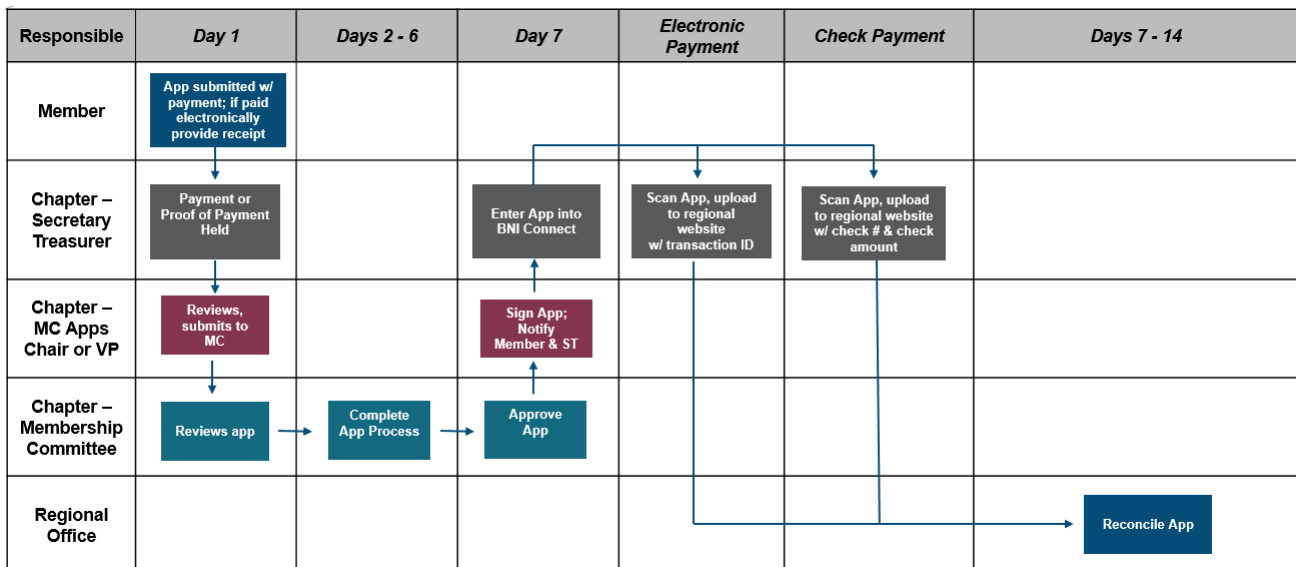 Responsible
Day 1
Days 2 - 6
Day 7
Electronic
Payment
Check Payment
Days 7 - 14
Member
App submitted w/
payment; if paid
electronically
provide receipt
Chapter –
Secretary
Treasurer
Payment or
Proof of Payment
Held
Enter App into
BNI Connect
Scan App, upload
to regional
website
w/ transaction ID
Scan App, upload
to regional website
w/ check # & check
amount
Chapter –
MC Apps
Chair or VP
Reviews,
submits to
MC
Sign App;
Notify
Member & ST
Chapter –
Membership
Committee
Reviews app
Complete
App Process
Approve
App
Regional
Office
Reconcile App